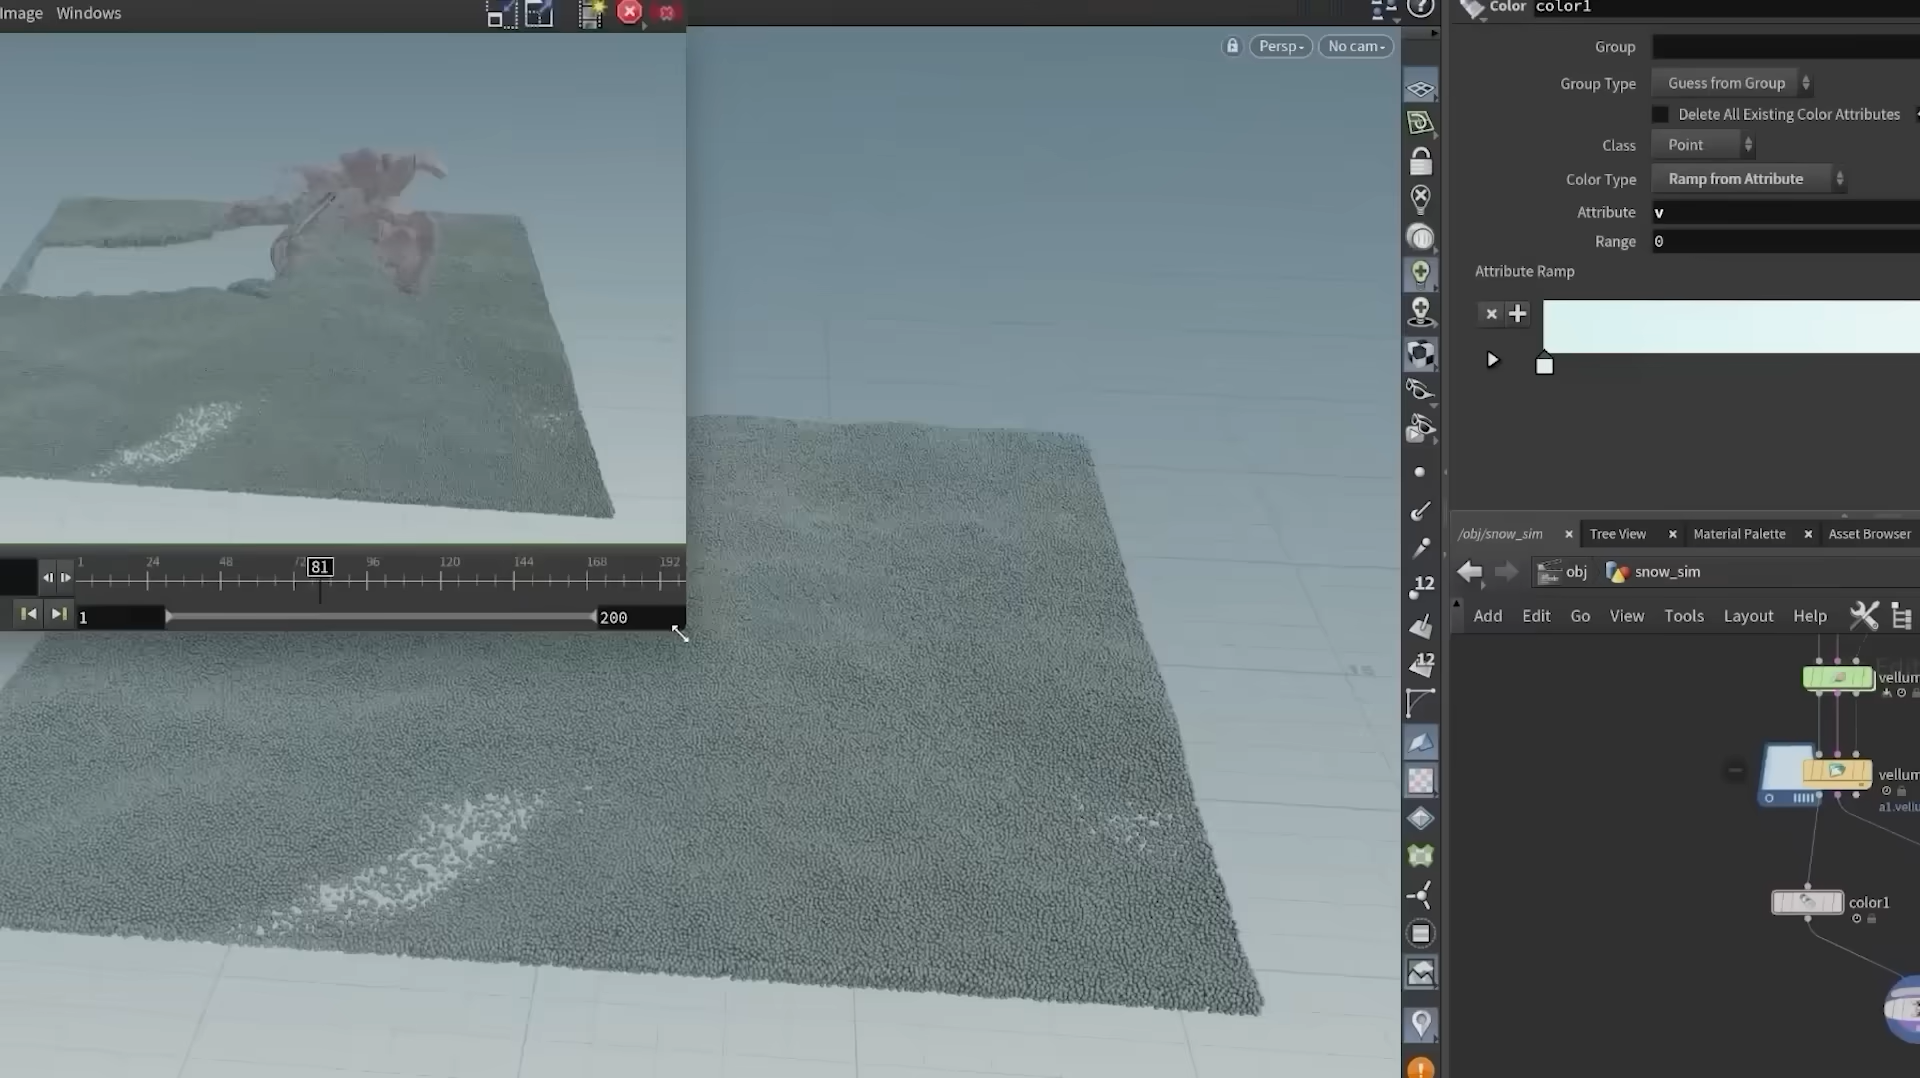 Image Windows
Persp
No cam
1 24 48 72 81 96 120 144 168 192
1 200
12
12
Color color1
Group
Group Type Guess from Group
Delete All Existing Color Attributes
Class Point
Color Type Ramp from Attribute
Attribute v
Range 0
Attribute Ramp
/obj/snow_sim Tree View Material Palette Asset Browser
obj snow_sim
Add Edit Go View Tools Layout Help
vellum
vellum
a1.vellu
color1